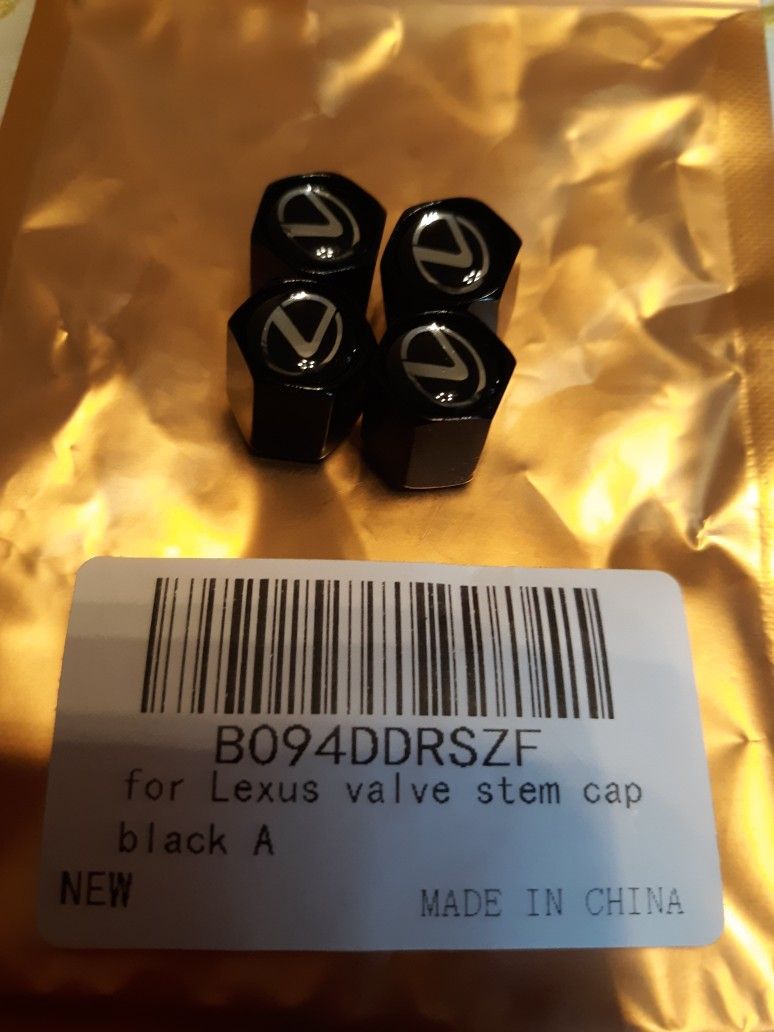 B094DDRSZF
for Lexus valve stem cap
black A
NEW
MADE IN CHINA